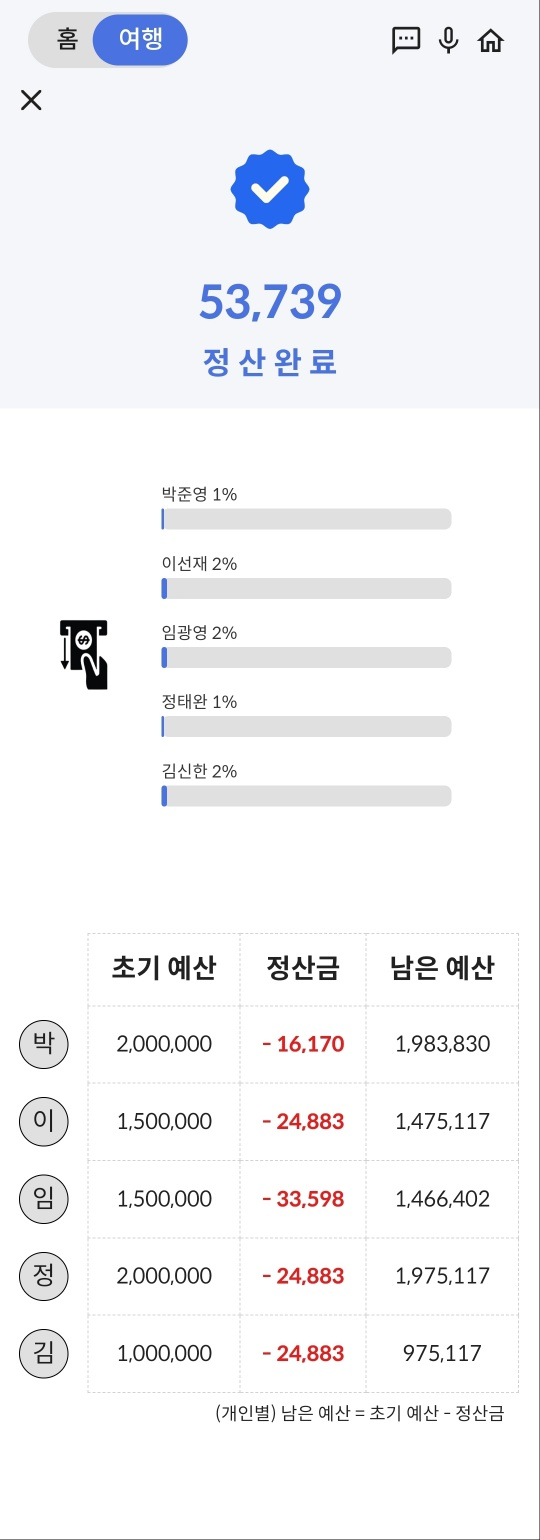 홈 여행
53,739
정산완료
박준영 1%
이선재 2%
임광영 2%
정태완 1%
김신한 2%
초기 예산 정산금 남은 예산
박 2,000,000 - 16,170 1,983,830
이 1,500,000 - 24,883 1,475,117
임 1,500,000 - 33,598 1,466,402
정 2,000,000 - 24,883 1,975,117
김 1,000,000 - 24,883 975,117
(개인별) 남은 예산 = 초기 예산 - 정산금